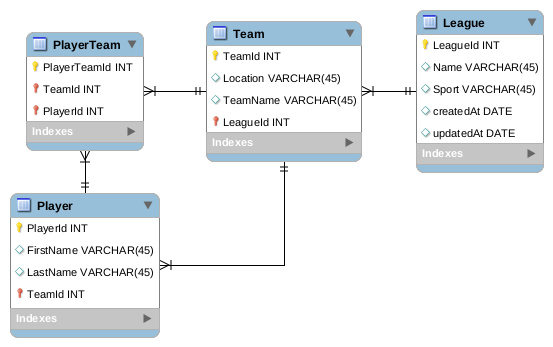 PlayerTeam
PlayerTeamId INT
TeamId INT
PlayerId INT
Indexes
Team
TeamId INT
Location VARCHAR(45)
TeamName VARCHAR(45)
LeagueId INT
League
LeagueId INT
Name VARCHAR(45)
Sport VARCHAR(45)
createdAt DATE
updatedAt DATE
Indexes
Player
PlayerId INT
FirstName VARCHAR(45)
LastName VARCHAR(45)
TeamId INT
Indexes